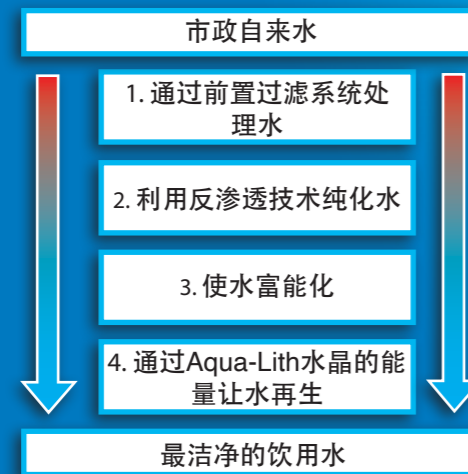 市政自来水
1. 通过前置过滤系统处
理水
2. 利用反渗透技术纯化水
3. 使水富能化
4. 通过Aqua-Lith水晶的能
量让水再生
最洁净的饮用水